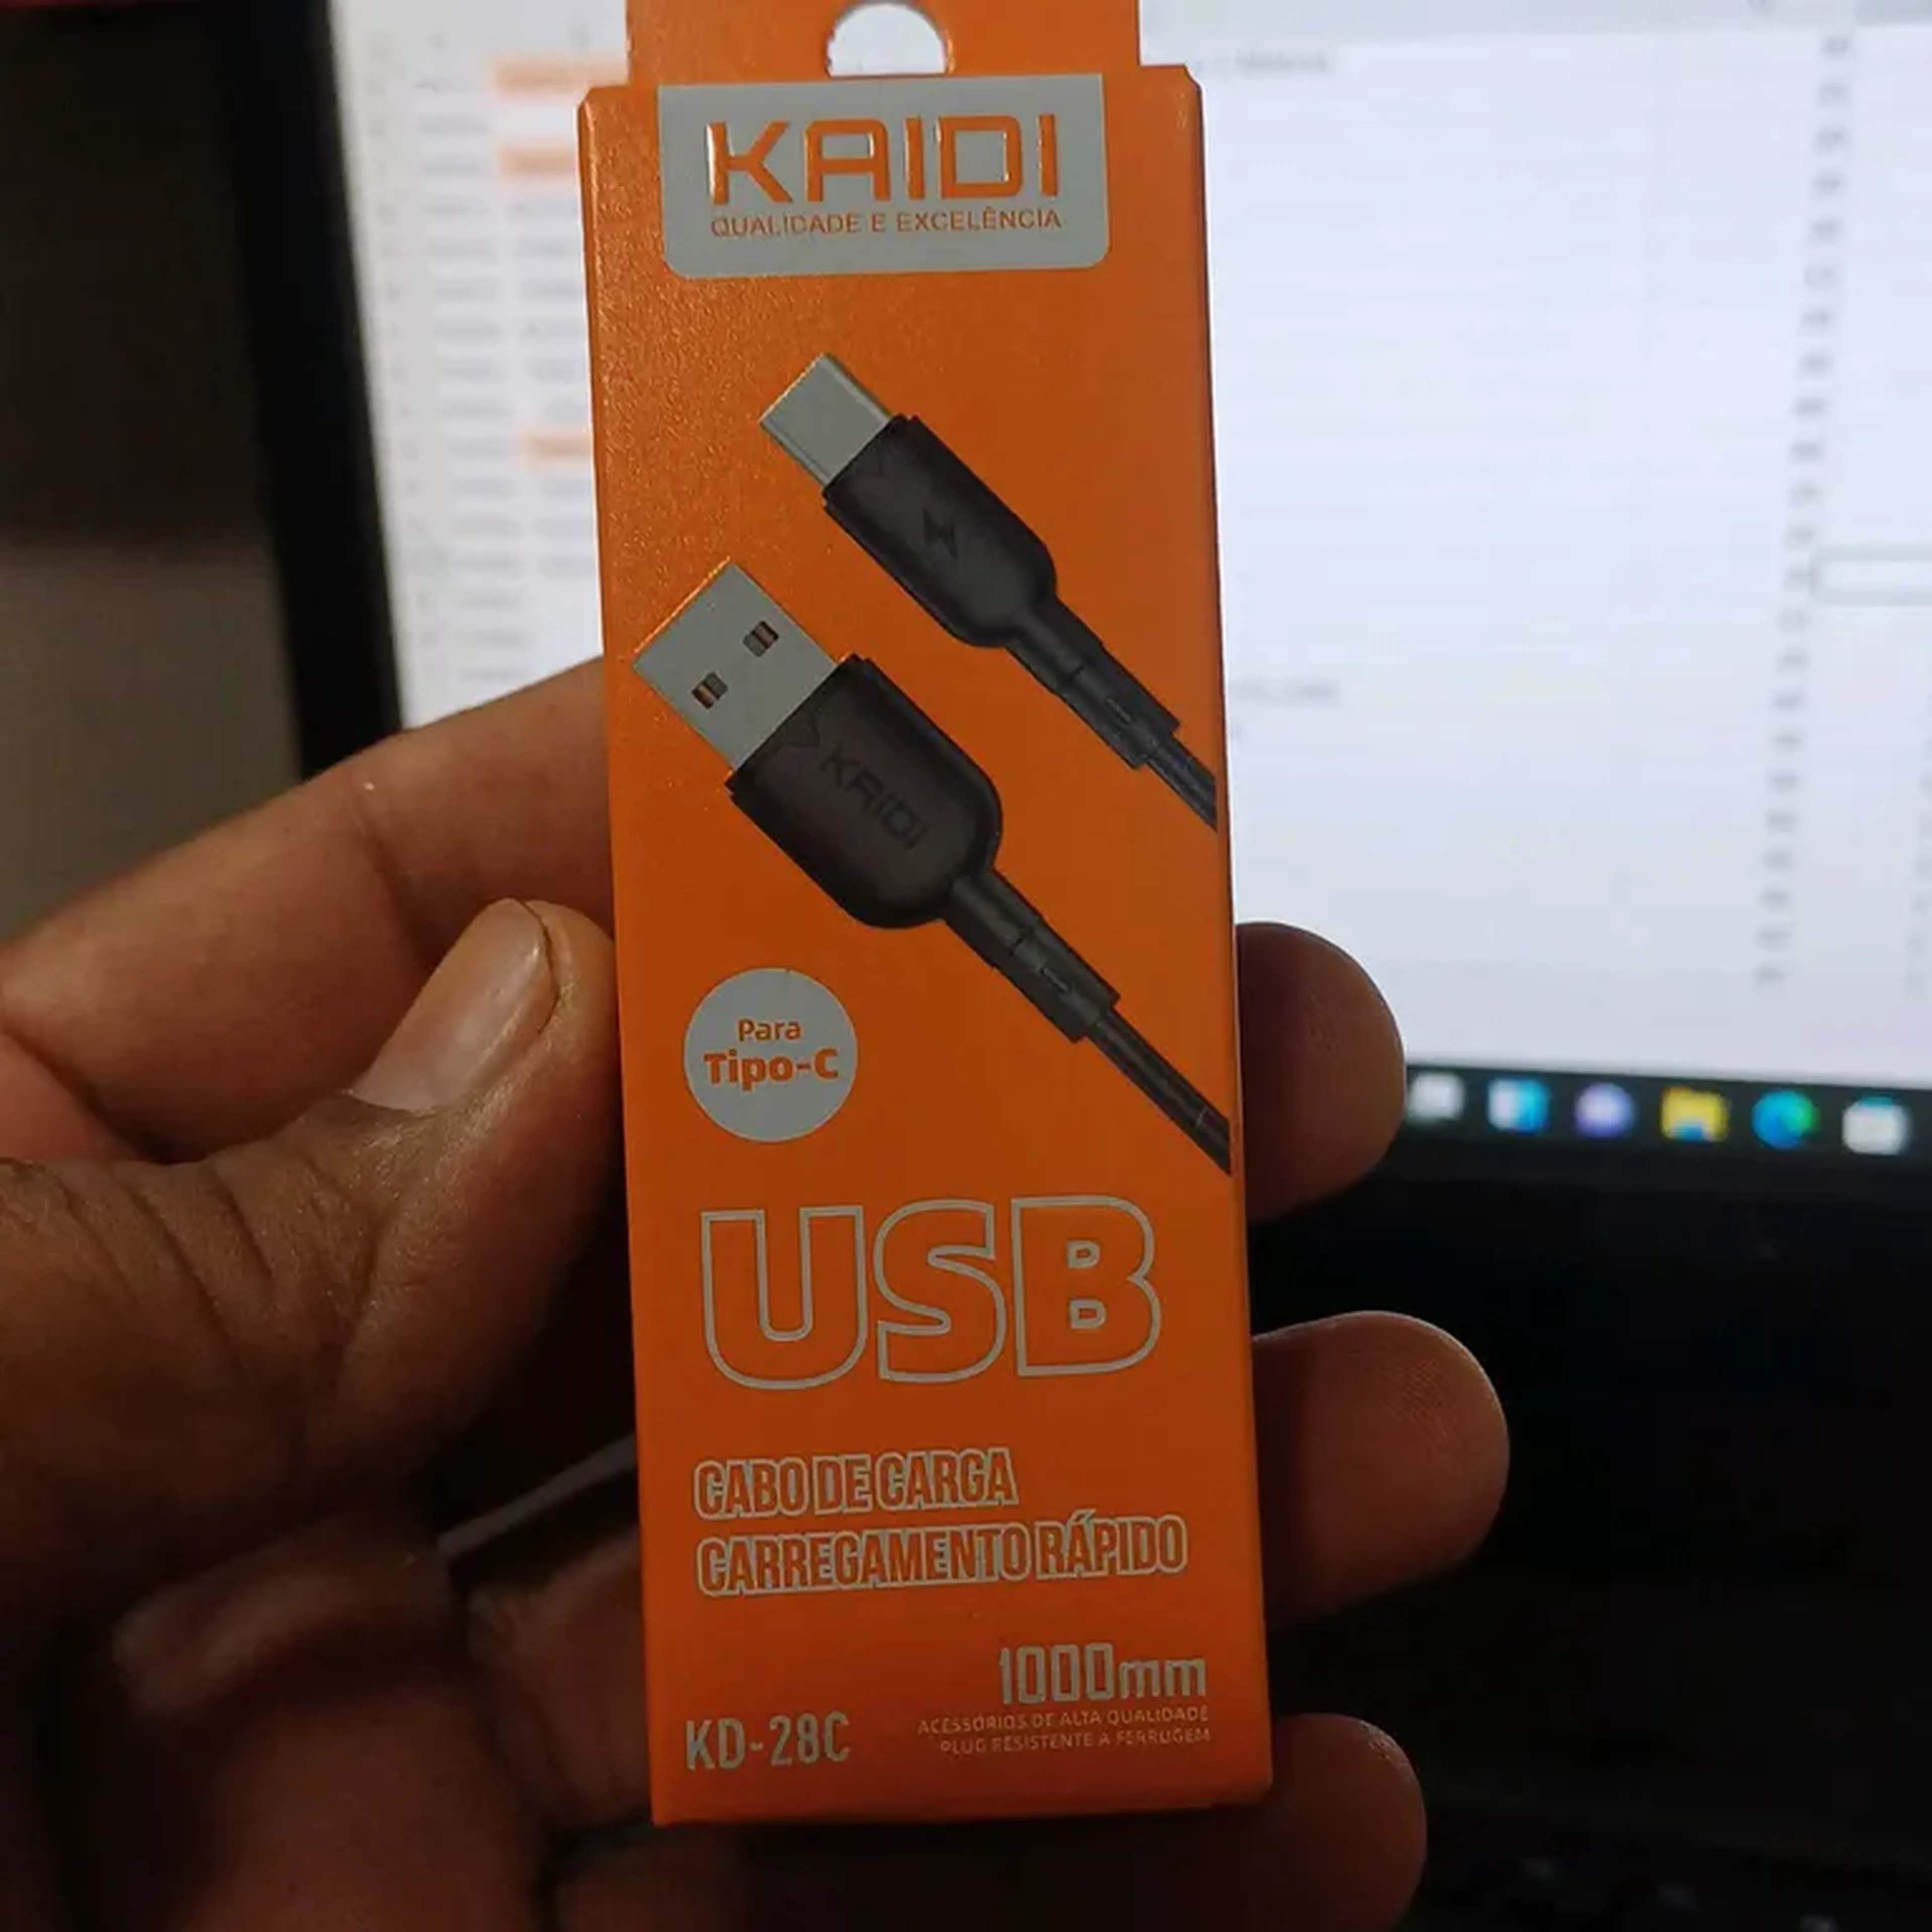 KAIDI
QUALIDADE E EXCELÊNCIA
KAIDI
Para
Tipo-C
USB
CABO DE CARGA
CARREGAMENTO RÁPIDO
1000mm
ACESSÓRIOS DE ALTA QUALIDADE
PLUG RESISTENTE A FERRUGEM
KD-28C